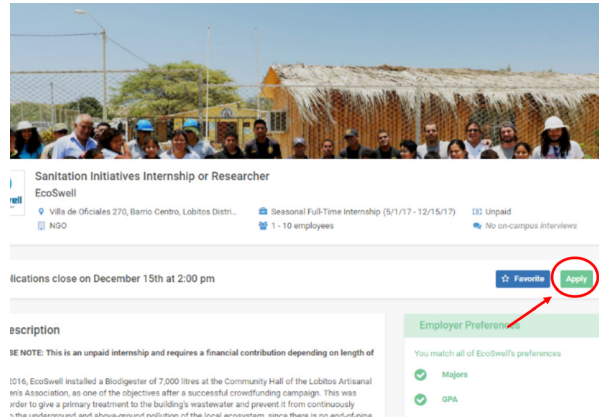 Sanitation Initiatives Internship or Researcher
EcoSwell
Villa de Oficiales 270, Barrio Centro, Lobitos Distri...
Seasonal Full-Time Internship (5/1/17 - 12/15/17)
Unpaid
NGO
1 - 10 employees
No on-campus interviews
lications close on December 15th at 2:00 pm
Favorite
Apply
escription
SE NOTE: This is an unpaid internship and requires a financial contribution depending on length of
2016, EcoSwell installed a Biodigester of 7,000 litres at the Community Hall of the Lobitos Artisanal
en's Association, as one of the objectives after a successful crowdfunding campaign. This was
order to give a primary treatment to the building's wastewater and prevent it from continuously
the underground and above-ground pollution of the local ecosystem, since there is no end-of-pipe
Employer Preferences
You match all of EcoSwell's preferences
Majors
GPA